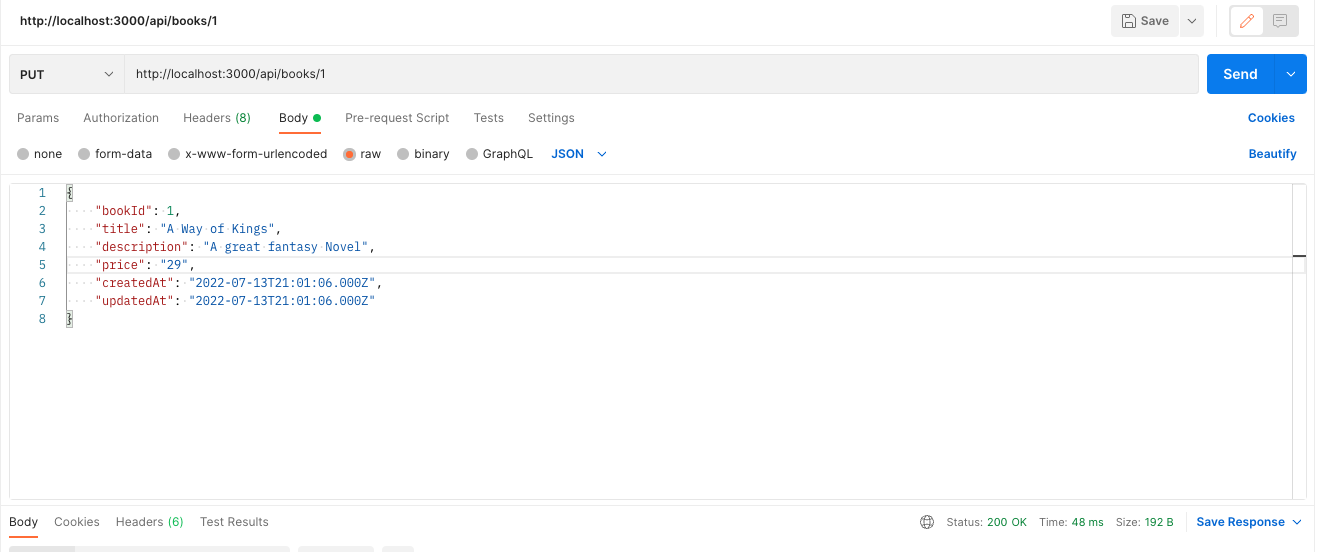 http://localhost:3000/api/books/1 Save
PUT http://localhost:3000/api/books/1 Send
Params Authorization Headers (8) Body Pre-request Script Tests Settings Cookies
none form-data x-www-form-urlencoded raw binary GraphQL JSON Beautify
1 {
2 "bookId": 1,
3 "title": "A Way of Kings",
4 "description": "A great fantasy Novel",
5 "price": "29",
6 "createdAt": "2022-07-13T21:01:06.000Z",
7 "updatedAt": "2022-07-13T21:01:06.000Z"
8 }
Body Cookies Headers (6) Test Results Status: 200 OK Time: 48 ms Size: 192 B Save Response